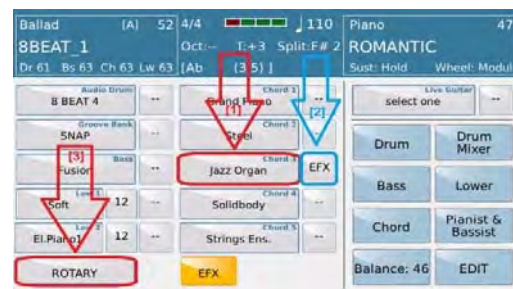 Ballad [A] 52 4/4 110 Piano 47
8BEAT 1 Oct:-- T:+3 Split:F# 2 ROMANTIC
Dr 61 Bs 63 Ch 63 Lw 63 [Ab (3 5) ] Sust: Hold Wheel: Modul
Audio Drum Chord 1 Live Guitar
8 BEAT 4 -- Grand Piano -- select one --
[1] [2]
Groove Bank Chord 2
SNAP -- Steel -- Drum Drum Mixer
[3] Bass Chord 3
Fusion -- Jazz Organ EFX
Bass Lower
Low 1 Chord 4
Soft 12 -- Solidbody --
Low 2 Chord 5 Chord Pianist & Bassist
El.Piano1 12 -- Strings Ens. --
ROTARY EFX Balance: 46 EDIT